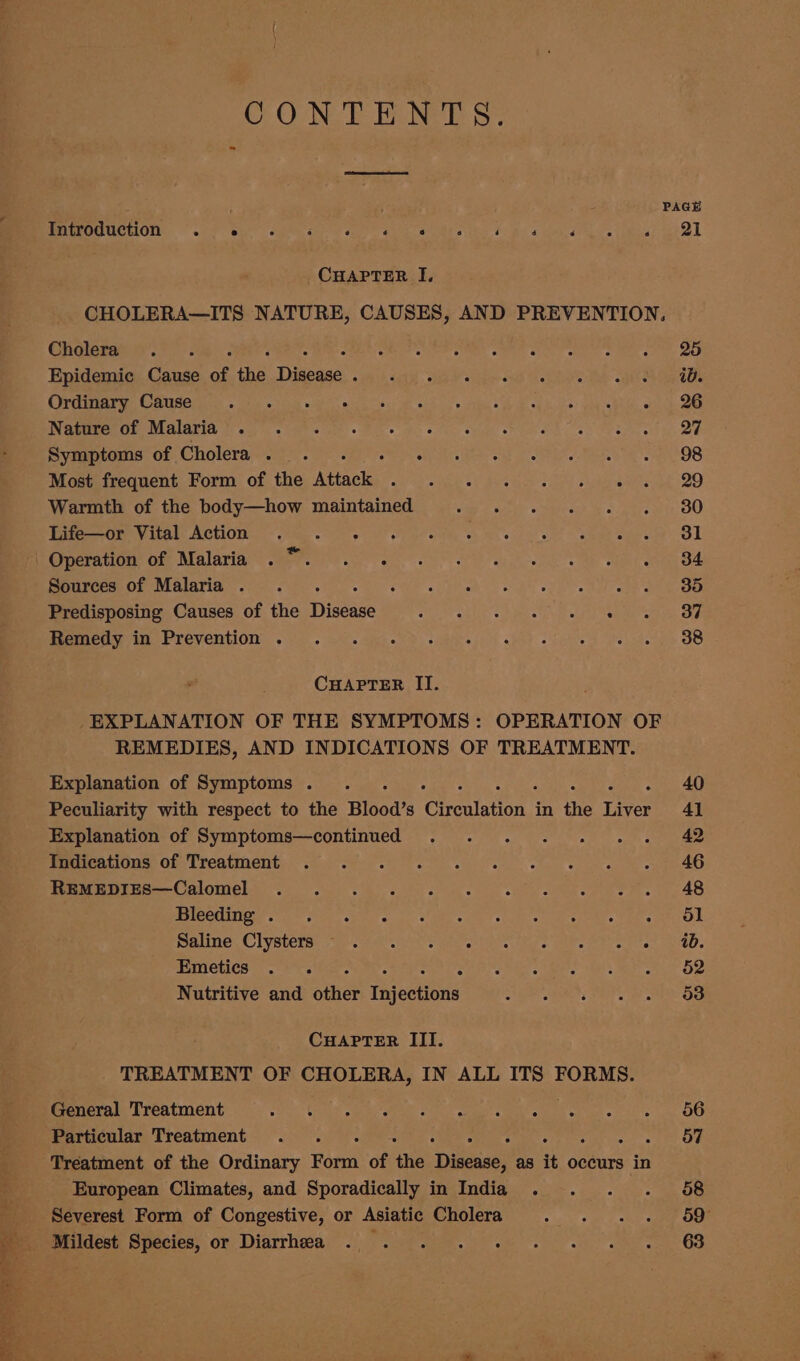 CONTENTS.
PAGE
Introduction . . . . . . . . . . . . . 21
CHAPTER I.
CHOLERA—ITS NATURE, CAUSES, AND PREVENTION.
Cholera . . . . . . . . . . . . . 25
Epidemic Cause of the Disease . . . . . . . . . ib.
Ordinary Cause . . . . . . . . . . . 26
Nature of Malaria . . . . . . . . . . . 27
Symptoms of Cholera . . . . . . . . . . . 98
Most frequent Form of the Attack . . . . . . . . 29
Warmth of the body—how maintained . . . . . . 30
Life—or Vital Action . . . . . . . . . . 31
Operation of Malaria . . . . . . . . . . 34
Sources of Malaria . . . . . . . . . . . 35
Predisposing Causes of the Disease . . . . . . . 37
Remedy in Prevention . . . . . . . . . . . 38
CHAPTER II.
EXPLANATION OF THE SYMPTOMS: OPERATION OF
REMEDIES, AND INDICATIONS OF TREATMENT.
Explanation of Symptoms . . . . . . . . . . 40
Peculiarity with respect to the Blood's Circulation in the Liver 41
Explanation of Symptoms—continued . . . . . . . 42
Indications of Treatment . . . . . . . . . . 46
REMEDIES—Calomel . . . . . . . . . . . 48
Bleeding . . . . . . . . . . . 51
Saline Clysters . . . . . . . . . ib.
Emetics . . . . . . . . . . . 52
Nutritive and other Injections . . . . . 53
CHAPTER III.
TREATMENT OF CHOLERA, IN ALL ITS FORMS.
General Treatment . . . . . . . . . . . 56
Particular Treatment . . . . . . . . . . . 57
Treatment of the Ordinary Form of the Disease, as it occurs in
European Climates, and Sporadically in India . . . . 58
Severest Form of Congestive, or Asiatic Cholera . . . . 59
Mildest Species, or Diarrhœa . . . . . . . . . 63